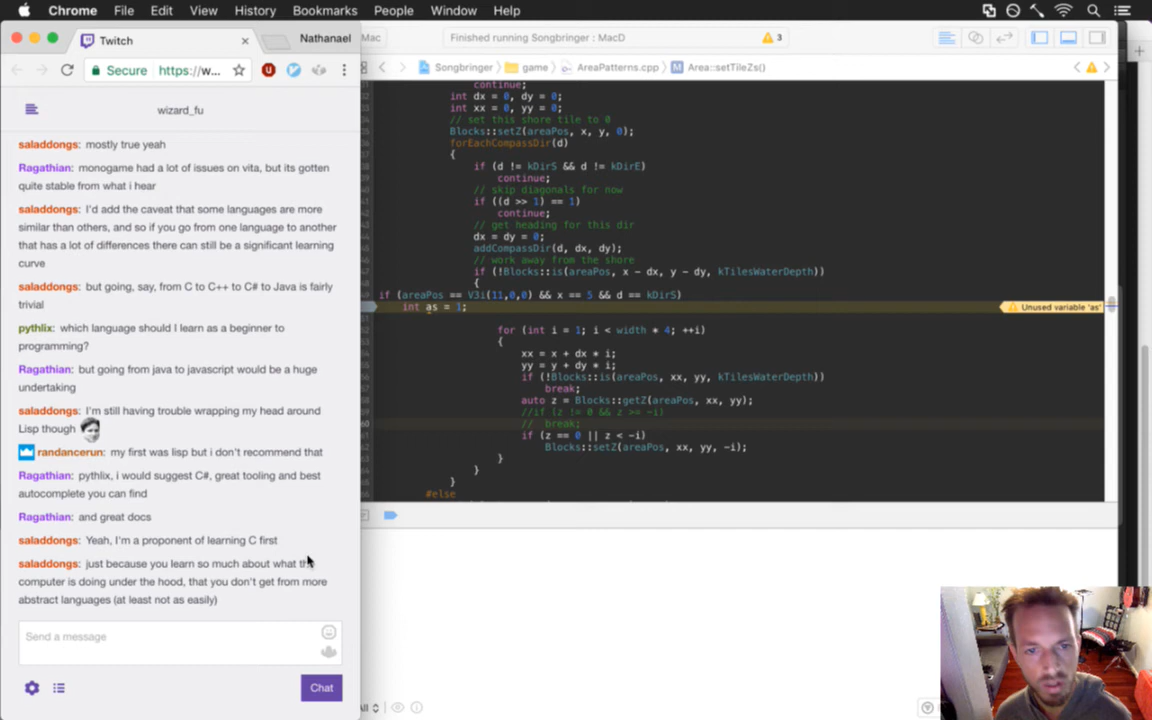 Chrome File Edit View History Bookmarks People Window Help
Twitch
Nathanael
Secure https://w...
wizard_fu
saladdongs: mostly true yeah
Ragathian: monogame had a lot of issues on vita, but its gotten
quite stable from what i hear
saladdongs: I'd add the caveat that some languages are more
similar than others, and so if you go from one language to another
that has a lot of differences there can still be a significant learning
curve
saladdongs: but going, say, from C to C++ to C# to Java is fairly
trivial
pythlix: which language should I learn as a beginner to
programming?
Ragathian: but going from java to javascript would be a huge
undertaking
saladdongs: I'm still having trouble wrapping my head around
Lisp though
randancerun: my first was lisp but i don't recommend that
Ragathian: pythlix, i would suggest C#, great tooling and best
autocomplete you can find
Ragathian: and great docs
saladdongs: Yeah, I'm a proponent of learning C first
saladdongs: just because you learn so much about what
computer is doing under the hood, that you don't get from more
abstract languages (at least not as easily)
Send a message
Chat
Mac
Finished running Songbringer : MacD
3
Songbringer game AreaPatterns.cpp Area::setTileZs()
continue;
int dx = 0, dy = 0;
int xx = 0, yy = 0;
// set this shore tile to 0
Blocks::setZ(areaPos, x, y, 0);
forEachCompassDir(d)
{
if (d != kDirS && d != kDirE)
continue;
// skip diagonals for now
if ((d >> 1) == 1)
continue;
// get heading for this dir
dx = dy = 0;
addCompassDir(d, dx, dy);
// work away from the shore
if (!Blocks::is(areaPos, x - dx, y - dy, kTilesWaterDepth))
{
if (areaPos == V3i(11,0,0) && x == 5 && d == kDirS)
int as = 1;
Unused variable 'as'
for (int i = 1; i < width * 4; ++i)
{
xx = x + dx * i;
yy = y + dy * i;
if (!Blocks::is(areaPos, xx, yy, kTilesWaterDepth))
break;
auto z = Blocks::getZ(areaPos, xx, yy);
//if (z != 0 && z >= -i)
// break;
if (z == 0 || z < -i)
Blocks::setZ(areaPos, xx, yy, -i);
}
}
}
#else